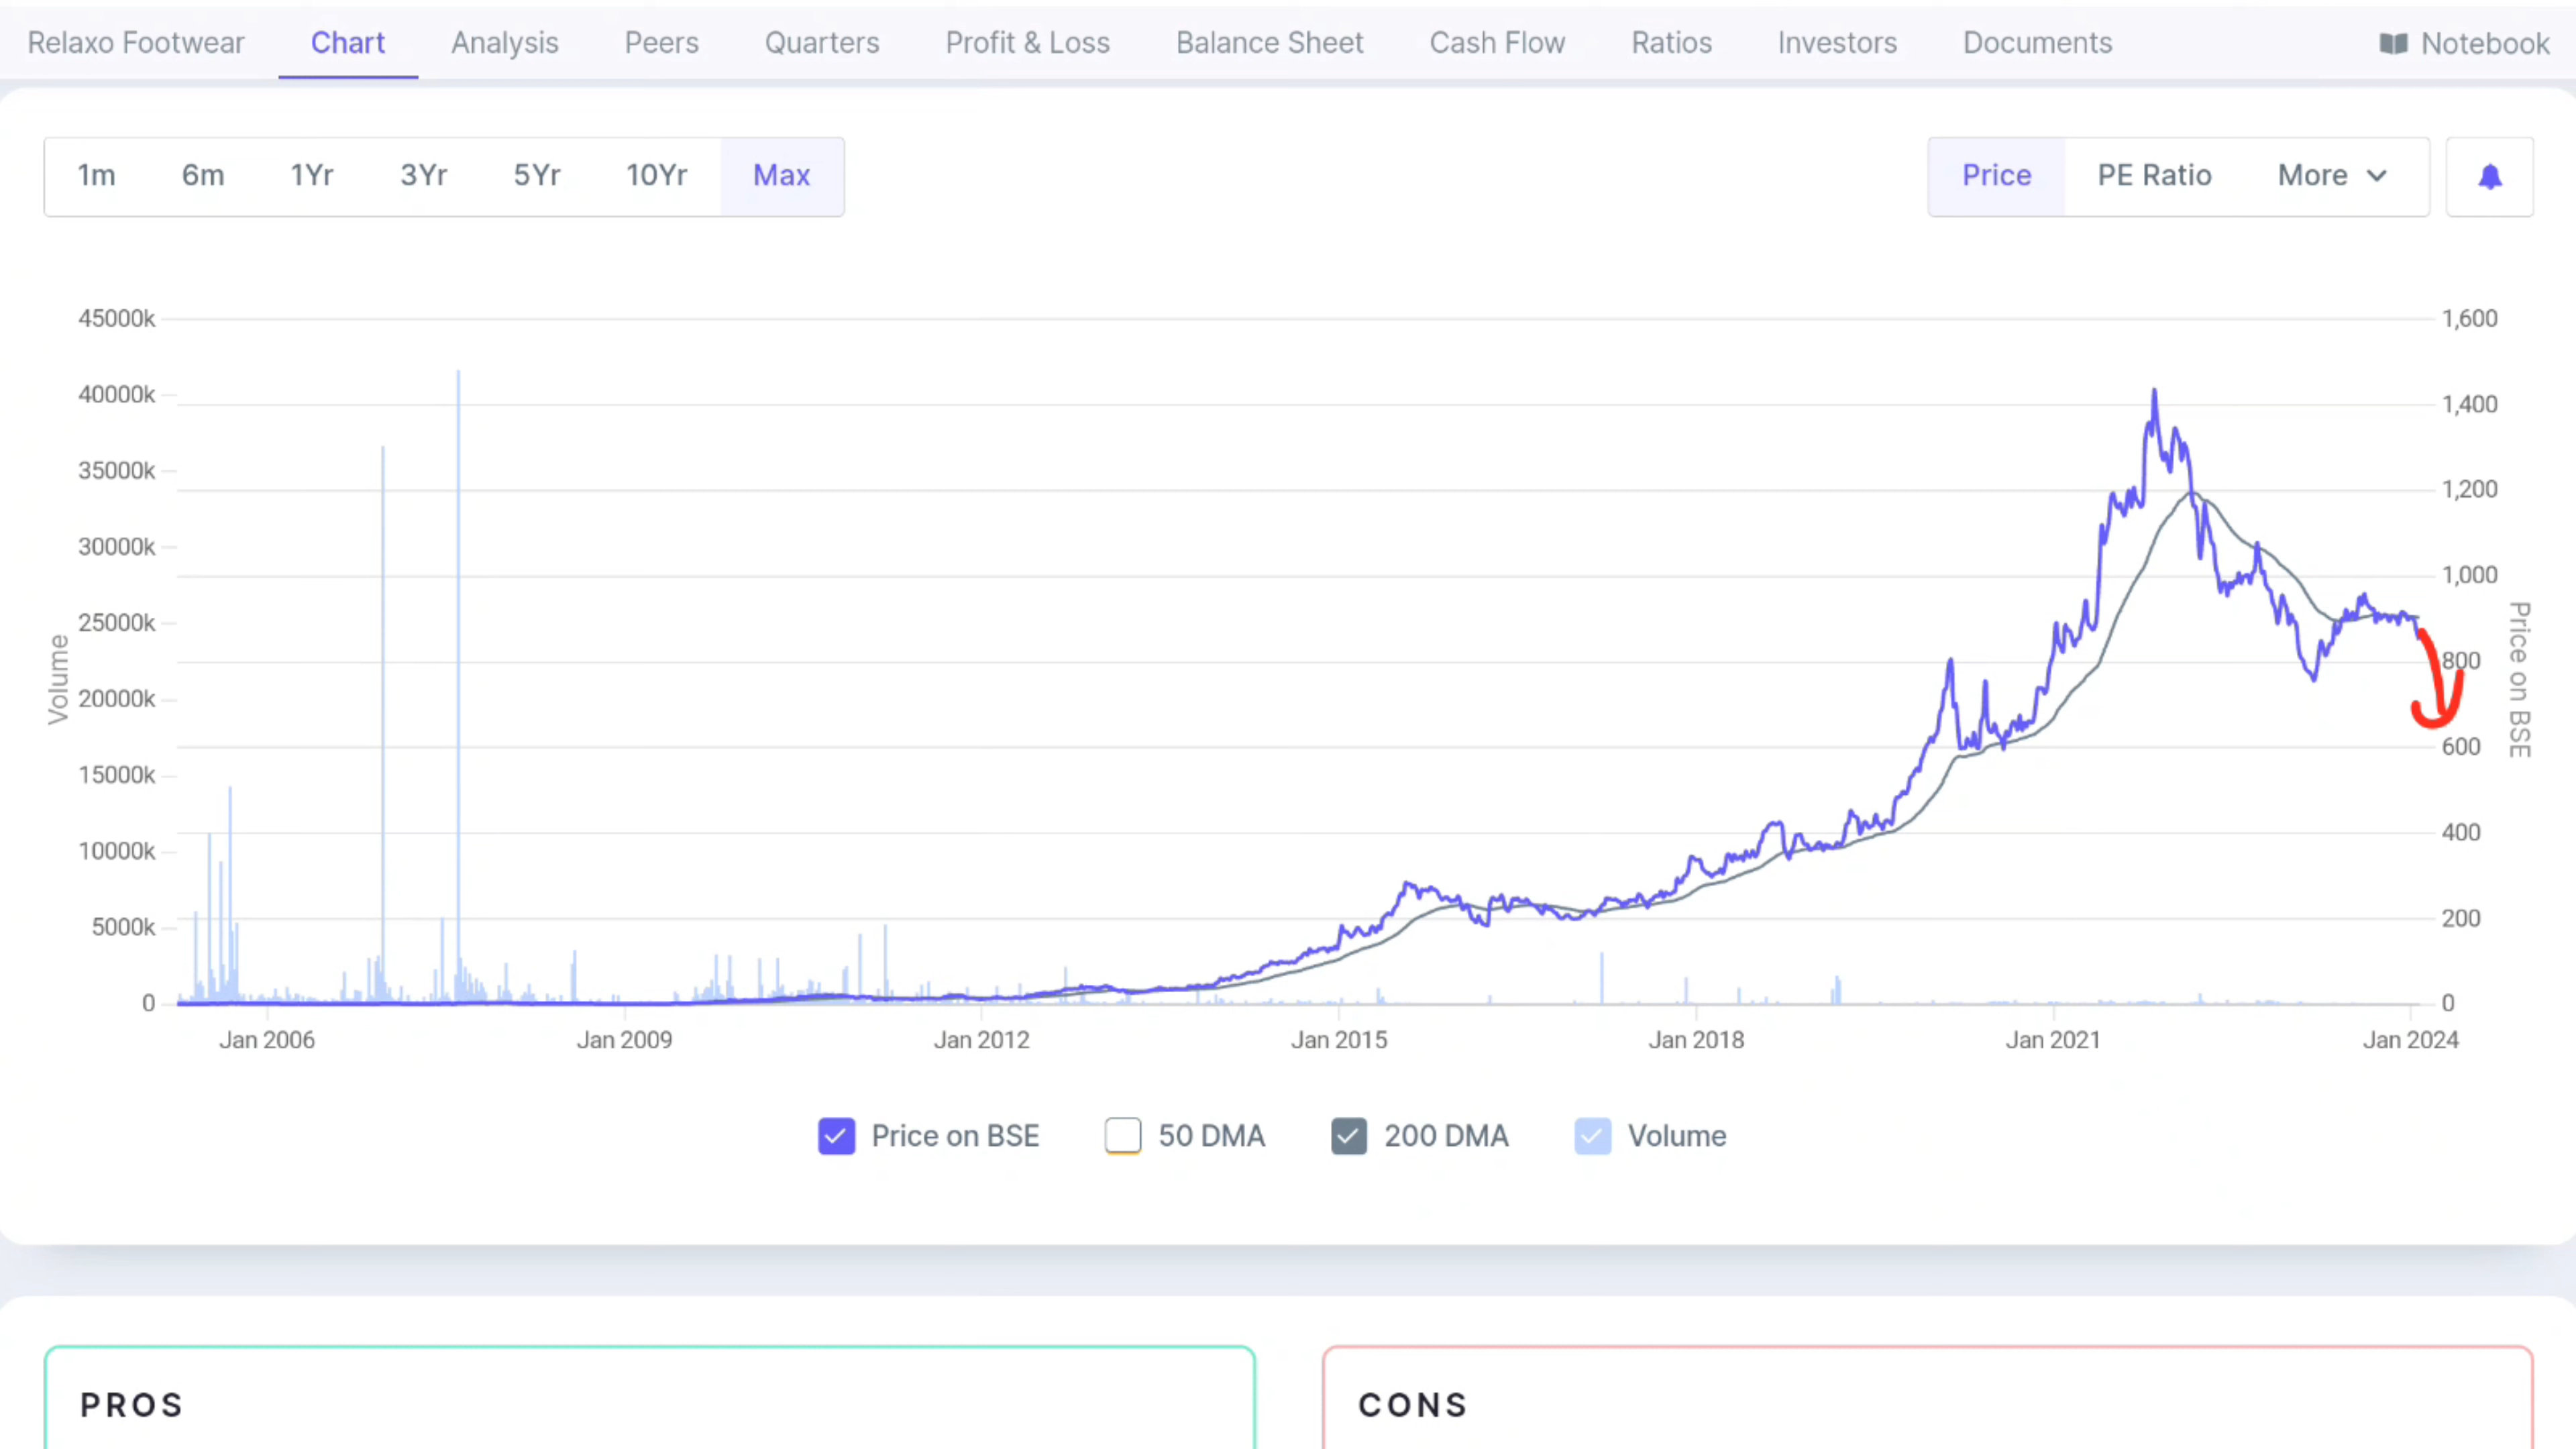 Relaxo Footwear Chart Analysis Peers Quarters Profit & Loss Balance Sheet Cash Flow Ratios Investors Documents Notebook
1m 6m 1Yr 3Yr 5Yr 10Yr Max Price PE Ratio More
45000k 1,600
40000k 1,400
35000k 1,200
30000k 1,000
25000k 800
20000k 600
15000k 400
10000k 200
5000k 0
0
Volume
Price on BSE
Jan 2006 Jan 2009 Jan 2012 Jan 2015 Jan 2018 Jan 2021 Jan 2024
Price on BSE 50 DMA 200 DMA Volume
PROS CONS